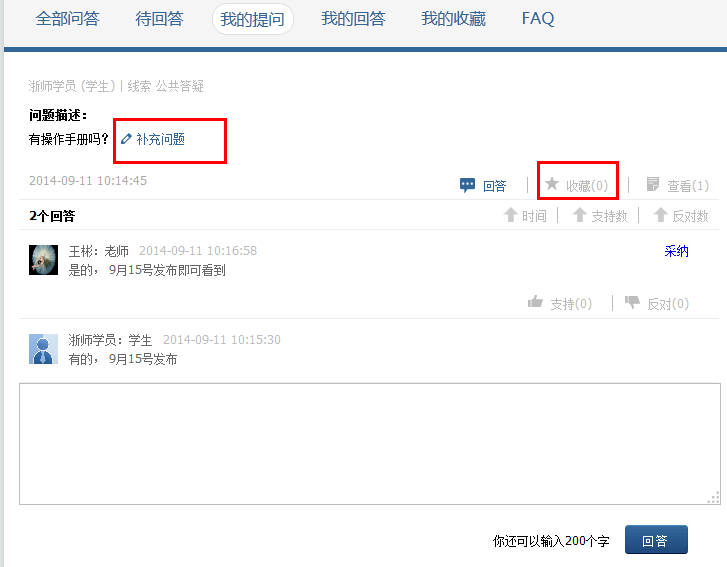 全部问答 待回答 我的提问 我的回答 我的收藏 FAQ
浙师学员 (学生) | 线索 公共答疑
问题描述：
有操作手册吗？ 补充问题
2014-09-11 10:14:45 回答 | 收藏(0) | 查看(1)
2个回答 时间 | 支持数 | 反对数
王彬：老师 2014-09-11 10:16:58 采纳
是的，9月15号发布即可看到
支持(0) | 反对(0)
浙师学员：学生 2014-09-11 10:15:30
有的，9月15号发布
你还可以输入200个字 回答